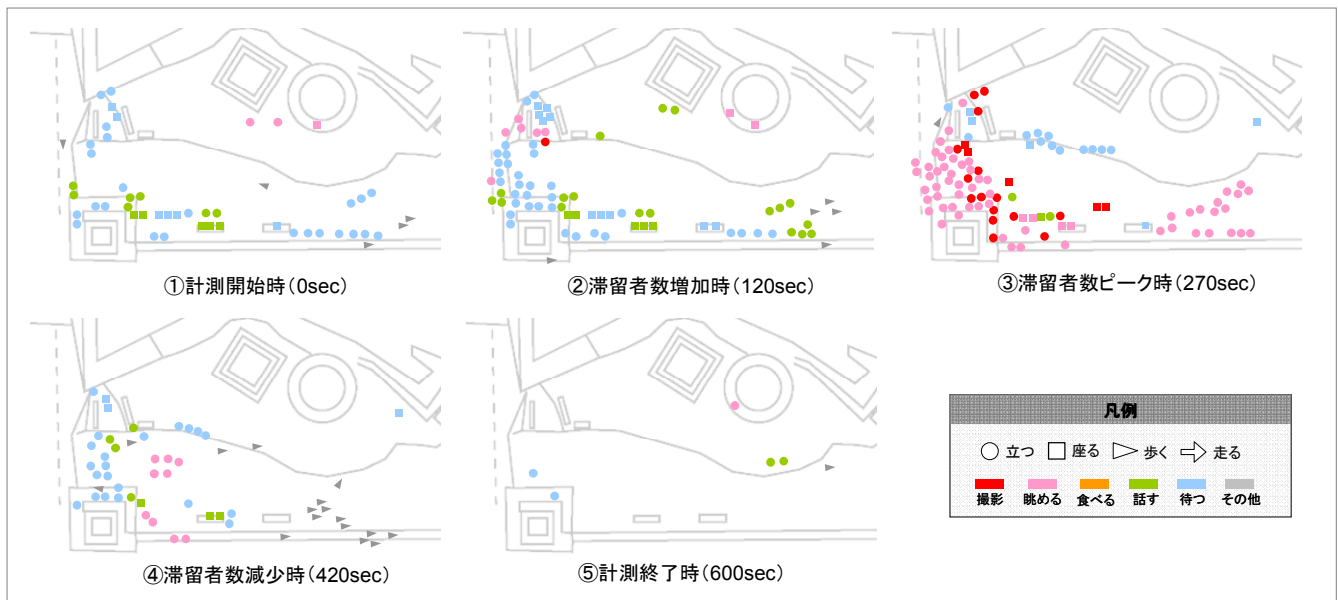 ①計測開始時（0sec）
②滞留者数増加時（120sec）
③滞留者数ピーク時（270sec）
④滞留者数減少時（420sec）
⑤計測終了時（600sec）
凡例
立つ 座る 歩く 走る
撮影 眺める 食べる 話す 待つ その他